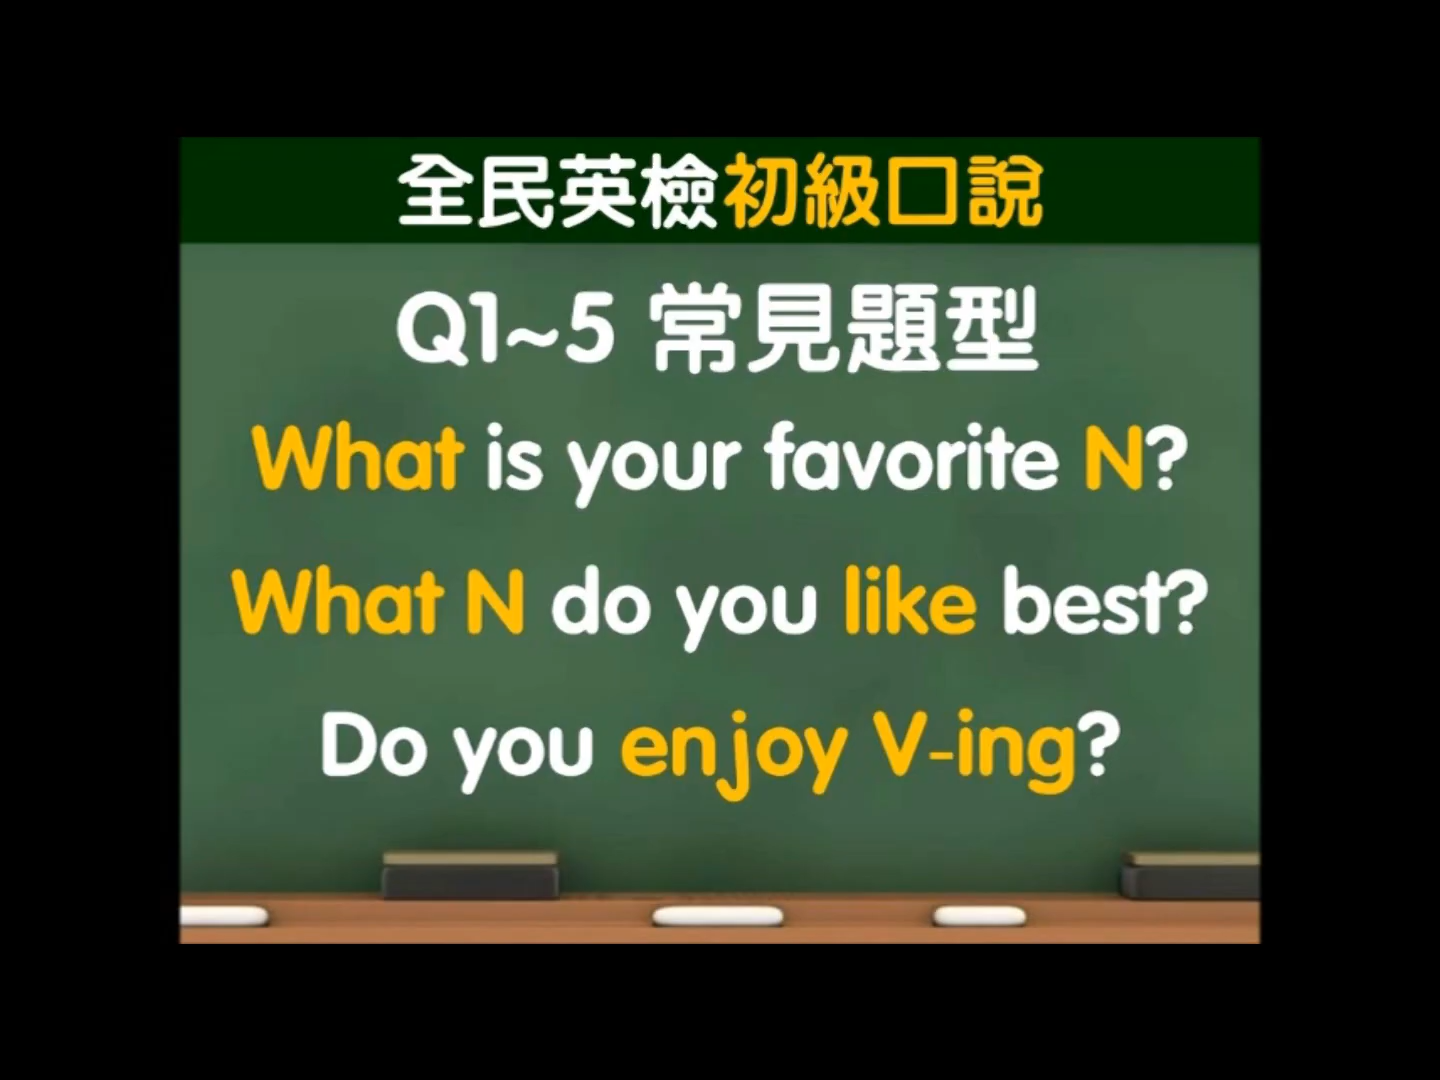 全民英檢初級口說
Q1~5 常見題型
What is your favorite N?
What N do you like best?
Do you enjoy V-ing?